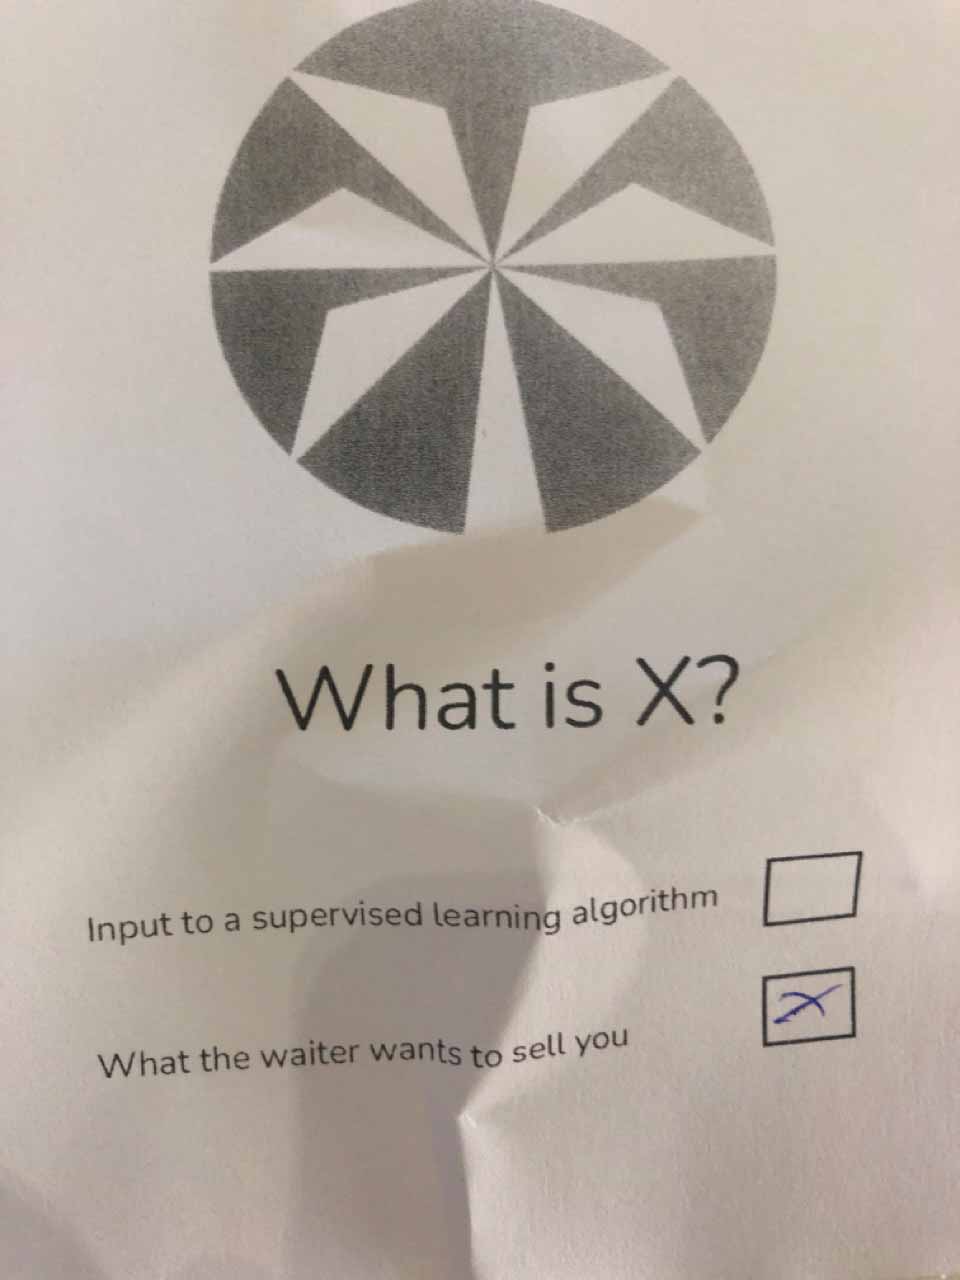 What is X?
Input to a supervised learning algorithm
What the waiter wants to sell you